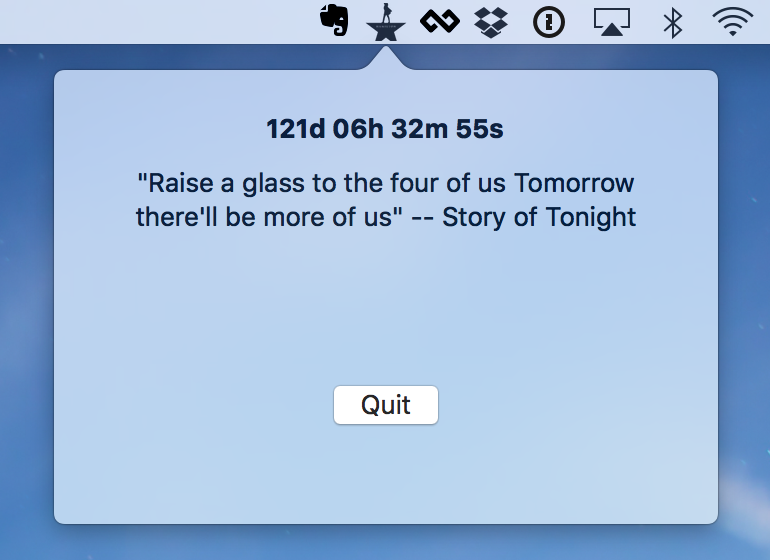 121d 06h 32m 55s
"Raise a glass to the four of us Tomorrow
there'll be more of us" -- Story of Tonight
Quit